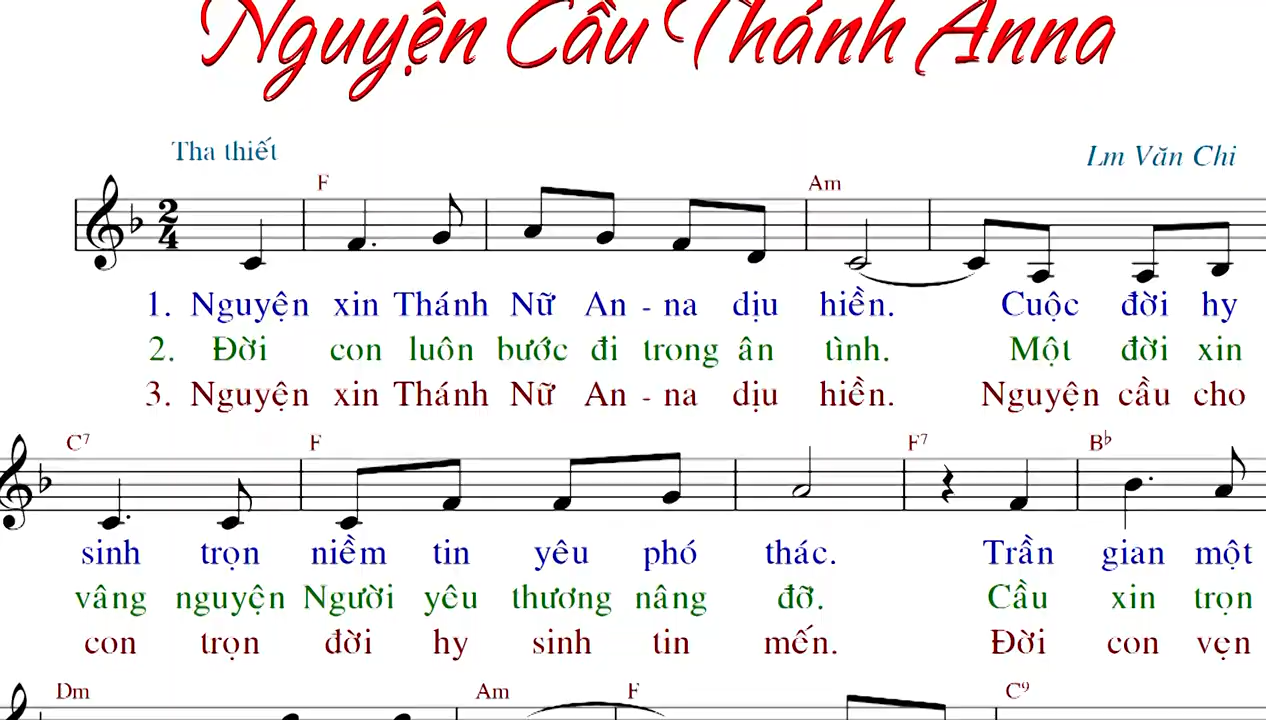 Nguyện Cầu Thánh Anna
Tha thiết
Lm Văn Chi
F Am
2
4
1. Nguyện xin Thánh Nữ An - na dịu hiền. Cuộc đời hy
2. Đời con luôn bước đi trong ân tình. Một đời xin
3. Nguyện xin Thánh Nữ An - na dịu hiền. Nguyện cầu cho
C7 F F7 Bb
sinh trọn niềm tin yêu phó thác. Trần gian một
vâng nguyện Người yêu thương nâng đỡ. Cầu xin trọn
con trọn đời hy sinh tin mến. Đời con vẹn
Dm Am F C9